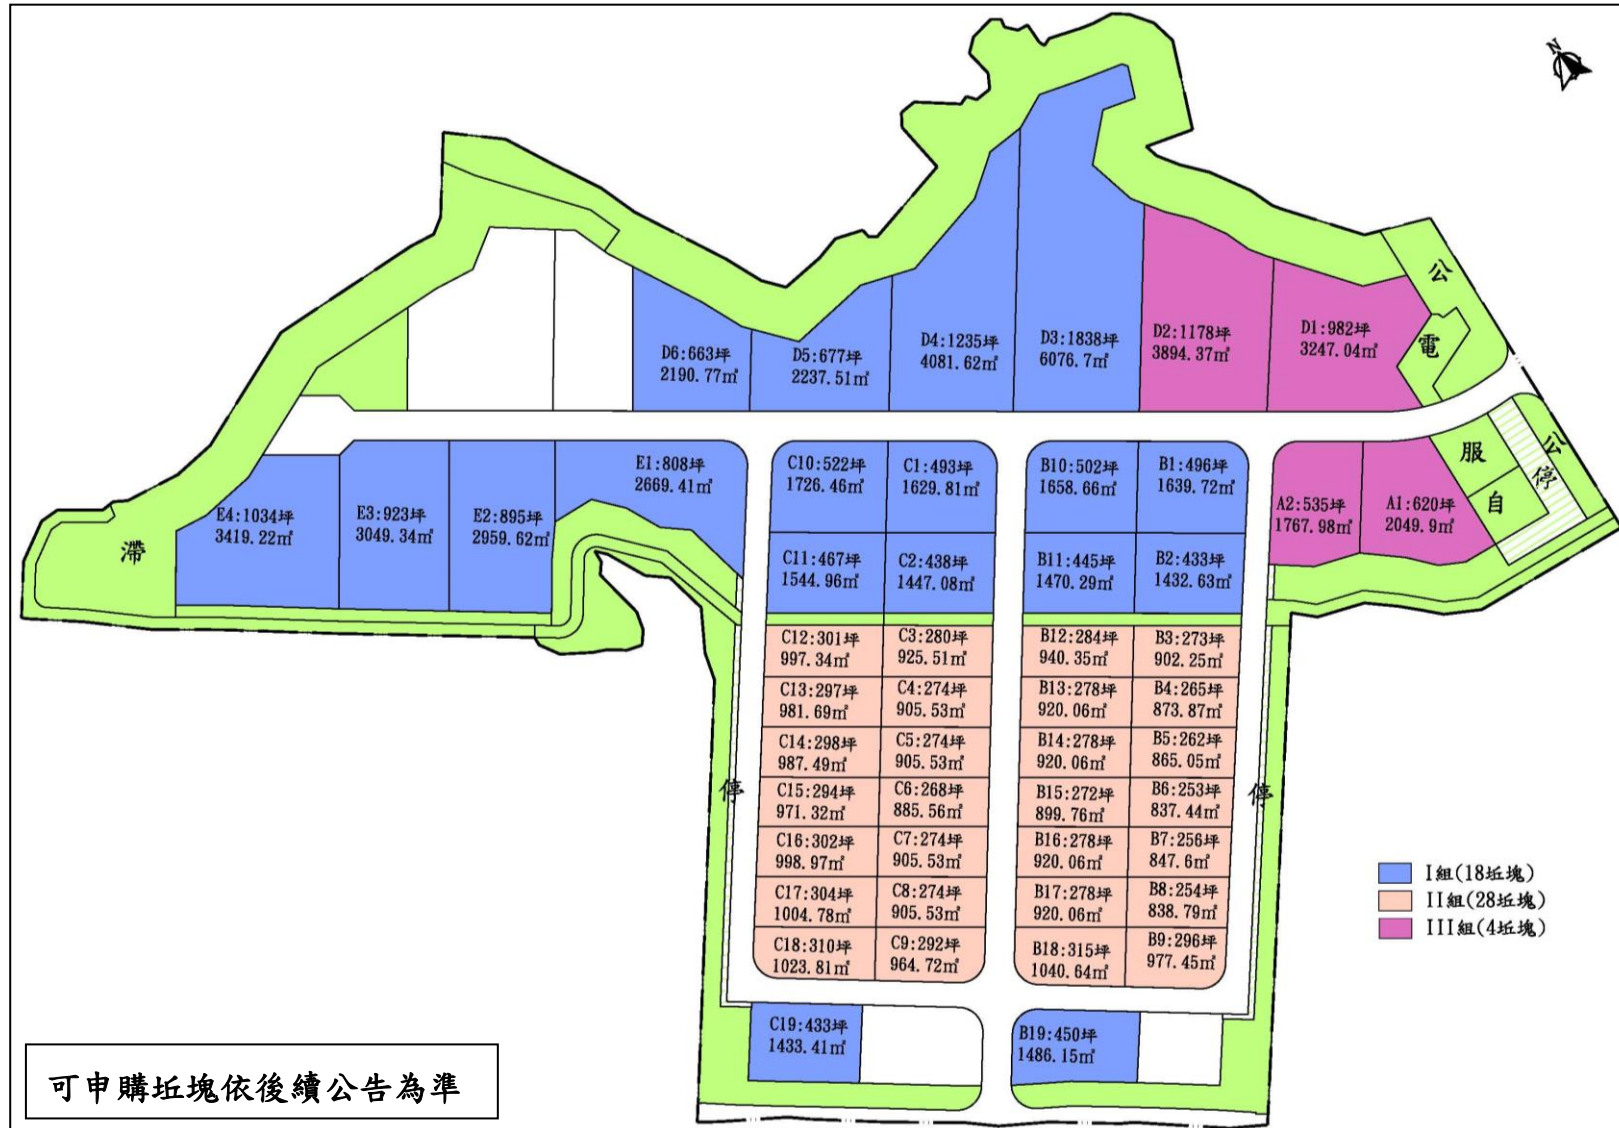 N
公
電
D6:663坪
2190.77㎡
D5:677坪
2237.51㎡
D4:1235坪
4081.62㎡
D3:1838坪
6076.7㎡
D2:1178坪
3894.37㎡
D1:982坪
3247.04㎡
E4:1034坪
3419.22㎡
E3:923坪
3049.34㎡
E2:895坪
2959.62㎡
E1:808坪
2669.41㎡
C10:522坪
1726.46㎡
C1:493坪
1629.81㎡
B10:502坪
1658.66㎡
B1:496坪
1639.72㎡
A2:535坪
1767.98㎡
A1:620坪
2049.9㎡
服
自
停
公
滯
C11:467坪
1544.96㎡
C2:438坪
1447.08㎡
B11:445坪
1470.29㎡
B2:433坪
1432.63㎡
C12:301坪
997.34㎡
C3:280坪
925.51㎡
B12:284坪
940.35㎡
B3:273坪
902.25㎡
C13:297坪
981.69㎡
C4:274坪
905.53㎡
B13:278坪
920.06㎡
B4:265坪
873.87㎡
C14:298坪
987.49㎡
C5:274坪
905.53㎡
B14:278坪
920.06㎡
B5:262坪
865.05㎡
停
C15:294坪
971.32㎡
C6:268坪
885.56㎡
B15:272坪
899.76㎡
B6:253坪
837.44㎡
停
C16:302坪
998.97㎡
C7:274坪
905.53㎡
B16:278坪
920.06㎡
B7:256坪
847.6㎡
C17:304坪
1004.78㎡
C8:274坪
905.53㎡
B17:278坪
920.06㎡
B8:254坪
838.79㎡
C18:310坪
1023.81㎡
C9:292坪
964.72㎡
B18:315坪
1040.64㎡
B9:296坪
977.45㎡
C19:433坪
1433.41㎡
B19:450坪
1486.15㎡
I組(18坵塊)
II組(28坵塊)
III組(4坵塊)
可申購坵塊依後續公告為準